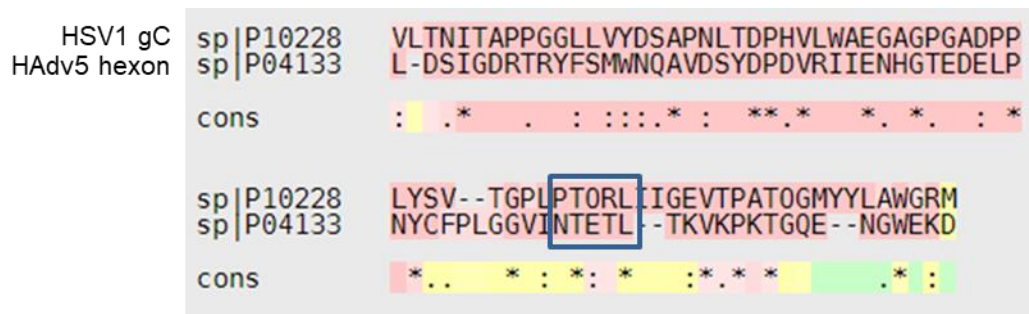 HSV1 gC sp|P10228 VLTNITAPPGGLLVYDSAPNLTDPHVLWAEGAGPGADPP
HAdv5 hexon sp|P04133 L-DSIGDRTRYFSMWNQAVDSYDPDVRIIENHGTEDELP
cons : .* . : :::.* : **.* *. *. : *
sp|P10228 LYSV--TGPLPTQRLIIGEVTPATQGMYYLAWGRM
sp|P04133 NYCFPLGGVINTETL--TKVKPKTGQE--NGWEKD
cons *.. * : *: * :*.* * .* :